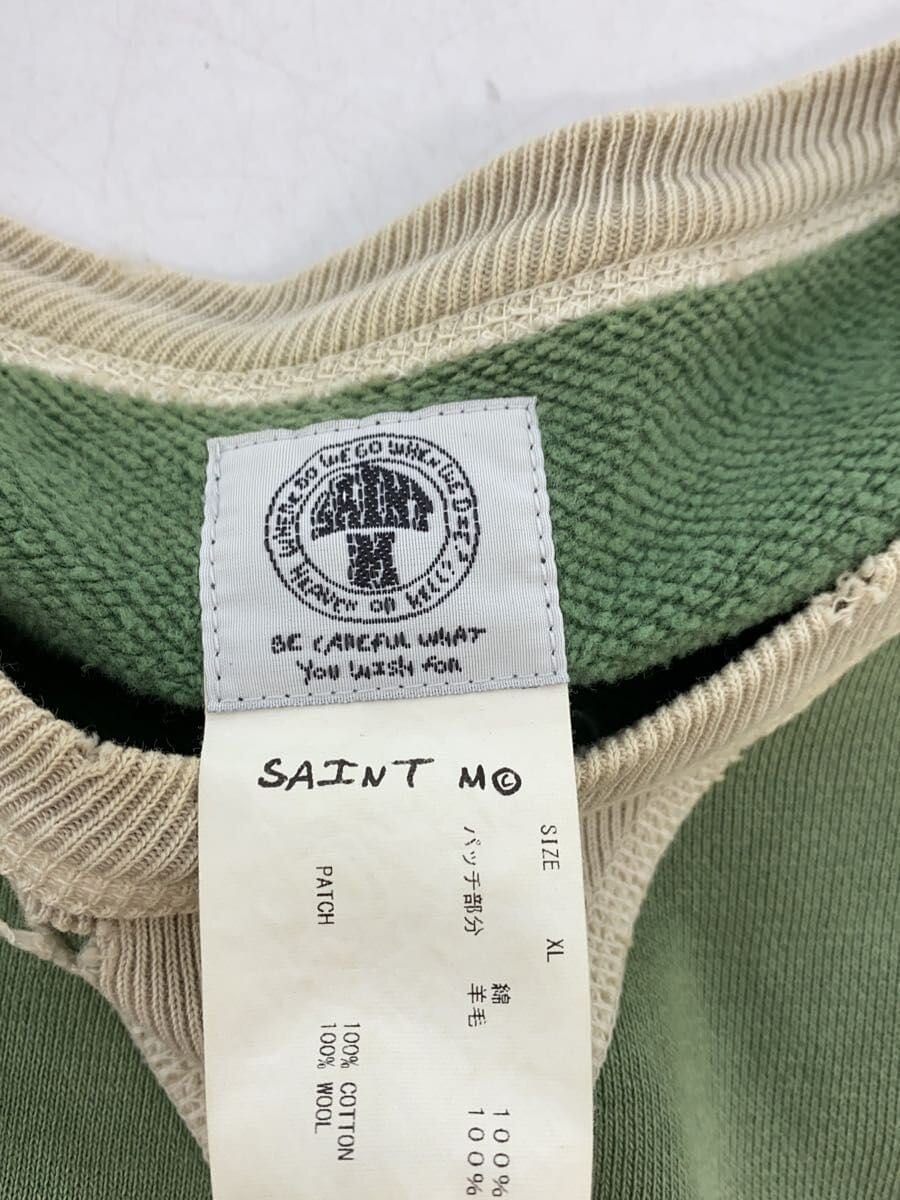 WHERE DO WE GO WHEN WE DIE?
HEAVEN OR HELL?
SAINT
M
BE CAREFUL WHAT
YOU WISH FOR
SAINT M©
SIZE XL
綿 100%
パッチ部分 羊毛 100%
100% COTTON
PATCH 100% WOOL